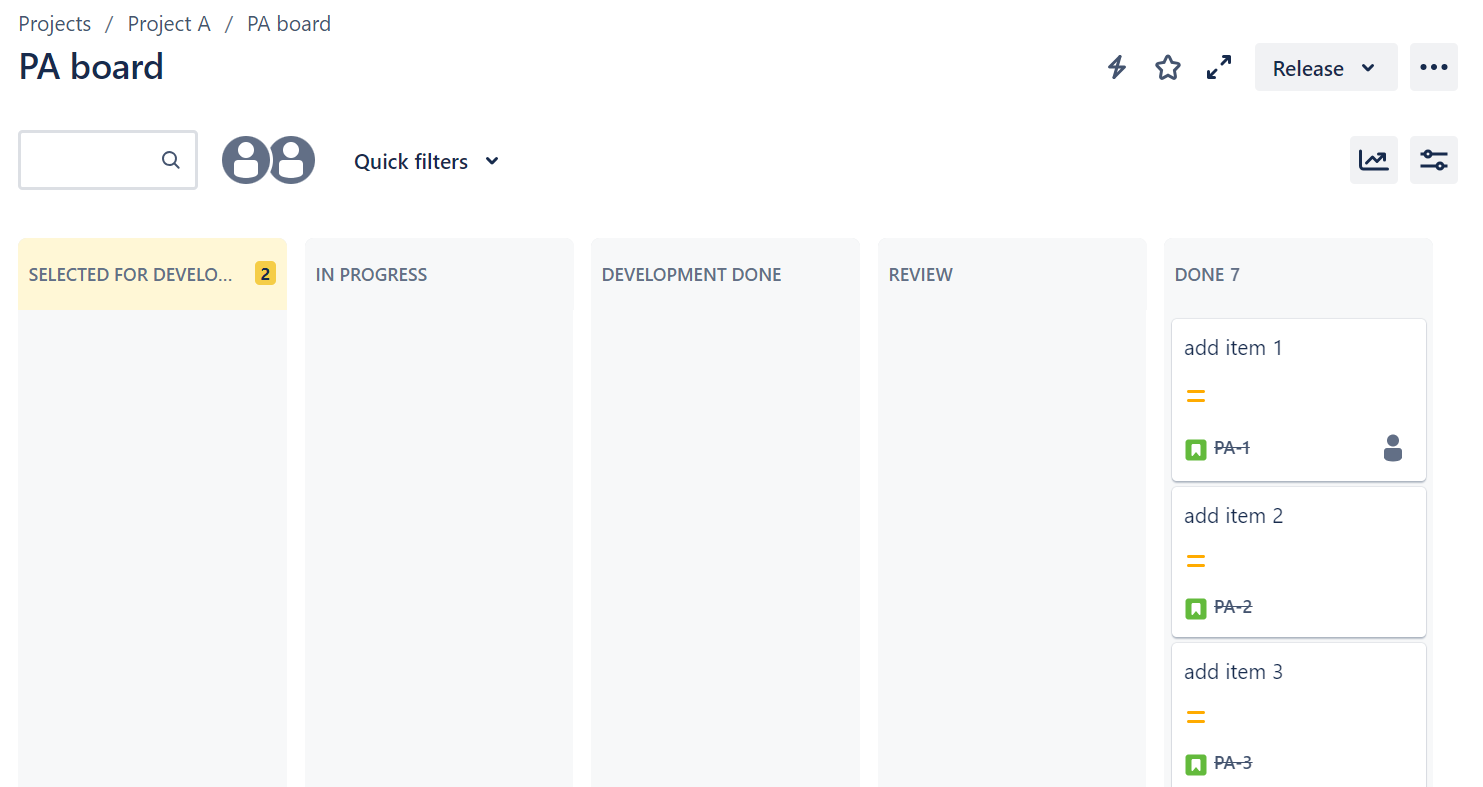 Projects / Project A / PA board
PA board
Release
Quick filters
SELECTED FOR DEVELO... 2
IN PROGRESS
DEVELOPMENT DONE
REVIEW
DONE 7
add item 1
PA-1
add item 2
PA-2
add item 3
PA-3